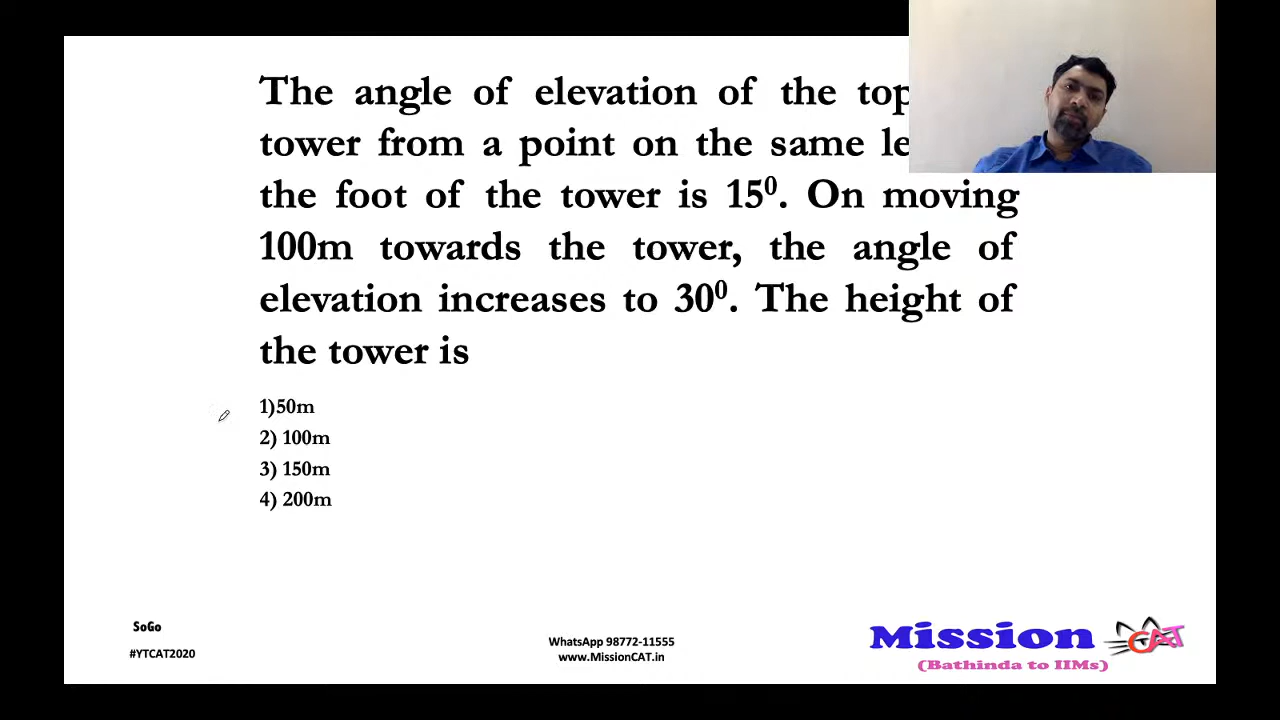 The angle of elevation of the top
tower from a point on the same le
the foot of the tower is 15⁰. On moving
100m towards the tower, the angle of
elevation increases to 30⁰. The height of
the tower is
1)50m
2) 100m
3) 150m
4) 200m
SoGo
#YTCAT2020
WhatsApp 98772-11555
www.MissionCAT.in
Mission CAT
(Bathinda to IIMs)